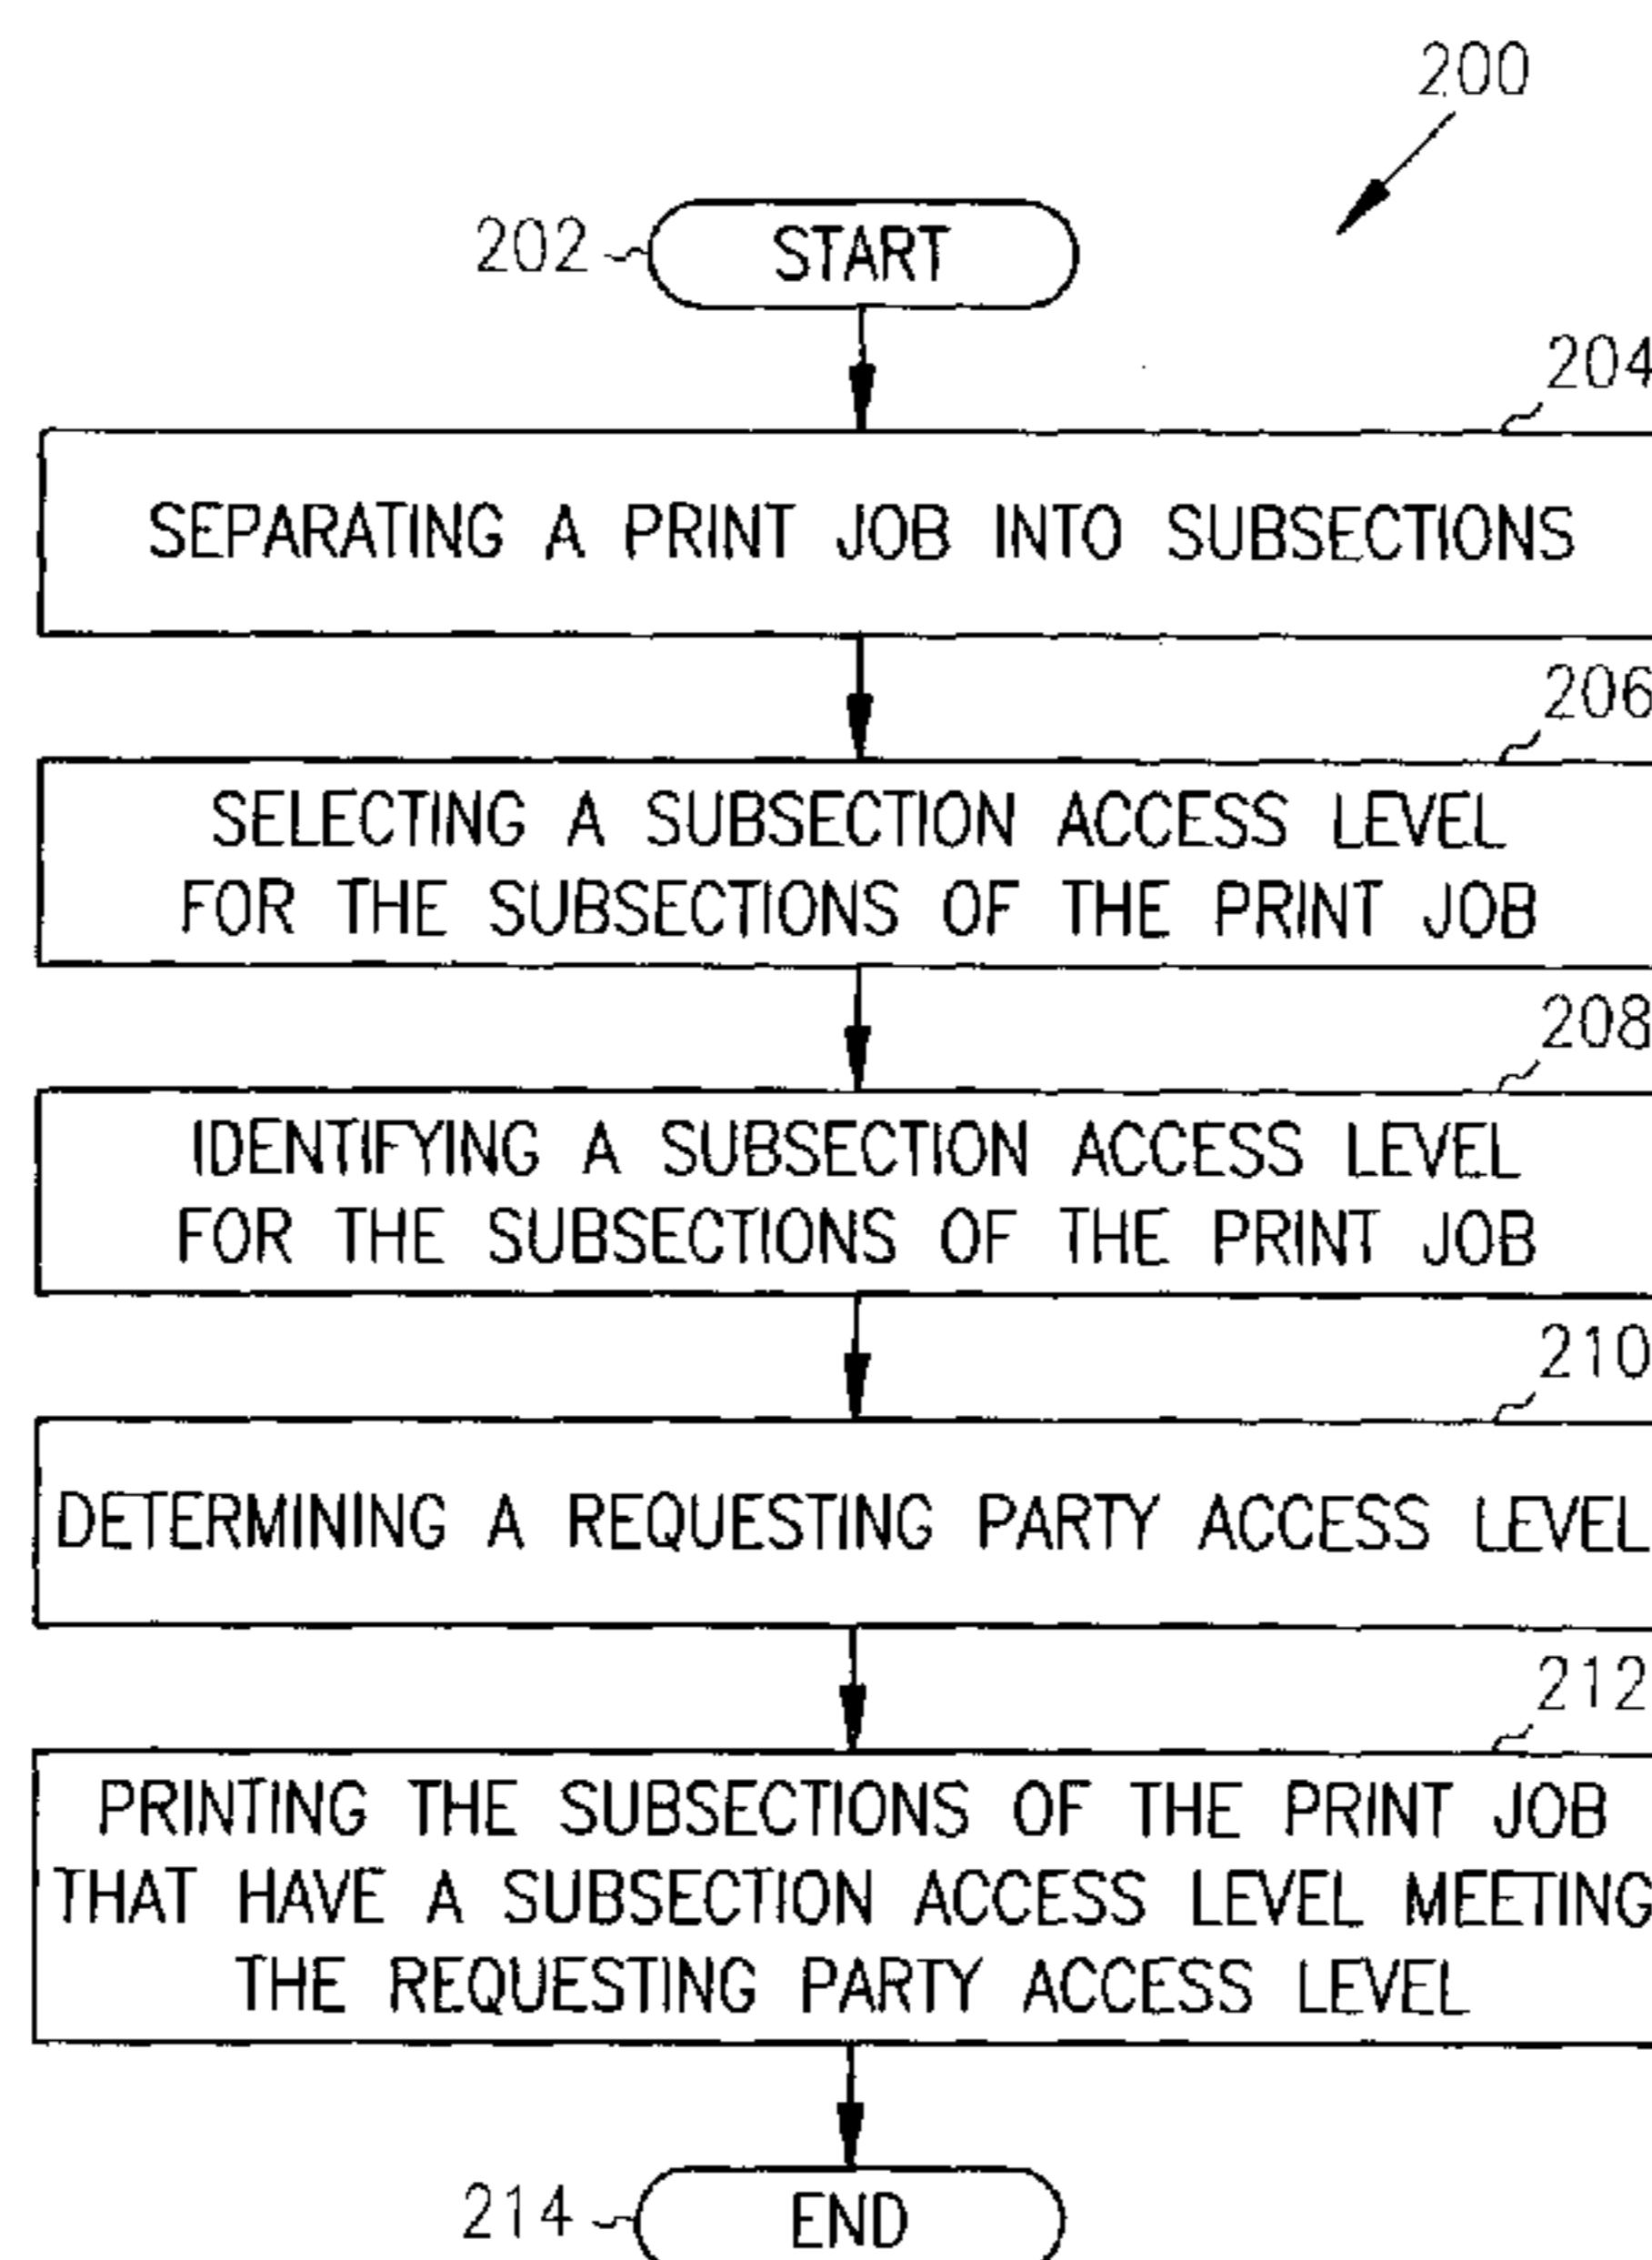 200
202
START
204
SEPARATING A PRINT JOB INTO SUBSECTIONS
206
SELECTING A SUBSECTION ACCESS LEVEL
FOR THE SUBSECTIONS OF THE PRINT JOB
208
IDENTIFYING A SUBSECTION ACCESS LEVEL
FOR THE SUBSECTIONS OF THE PRINT JOB
210
DETERMINING A REQUESTING PARTY ACCESS LEVEL
212
PRINTING THE SUBSECTIONS OF THE PRINT JOB
THAT HAVE A SUBSECTION ACCESS LEVEL MEETING
THE REQUESTING PARTY ACCESS LEVEL
214
END